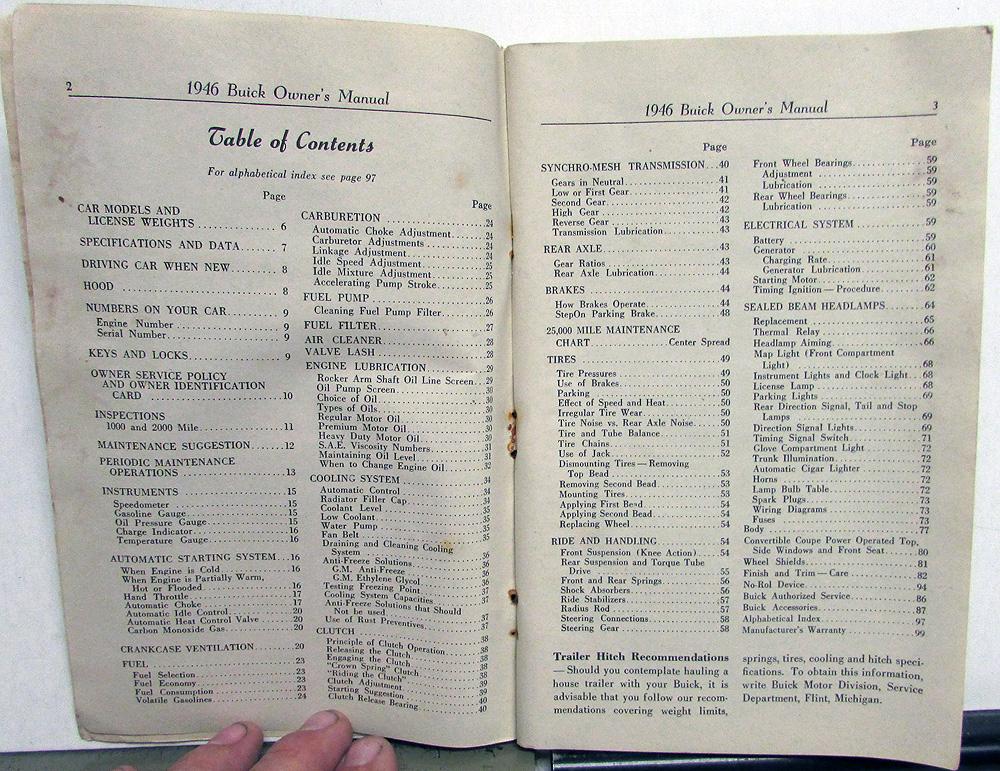 2
1946 Buick Owner's Manual
Table of Contents
For alphabetical index see page 97
Page
CAR MODELS AND
LICENSE WEIGHTS 6
SPECIFICATIONS AND DATA 7
DRIVING CAR WHEN NEW 8
HOOD 8
NUMBERS ON YOUR CAR 9
Engine Number 9
Serial Number 9
KEYS AND LOCKS 9
OWNER SERVICE POLICY
AND OWNER IDENTIFICATION
CARD 10
INSPECTIONS
1000 and 2000 Mile 11
MAINTENANCE SUGGESTION 12
PERIODIC MAINTENANCE
OPERATIONS 13
INSTRUMENTS 15
Speedometer 15
Gasoline Gauge 15
Oil Pressure Gauge 15
Charge Indicator 16
Temperature Gauge 16
AUTOMATIC STARTING SYSTEM 16
When Engine is Cold 16
When Engine is Partially Warm,
Hot or Flooded 16
Hand Throttle 17
Automatic Choke 17
Automatic Idle Control 20
Automatic Heat Control Valve 20
Carbon Monoxide Gas 20
CRANKCASE VENTILATION 20
FUEL 23
Fuel Selection 23
Fuel Economy 23
Fuel Consumption 23
Volatile Gasolines 24
Page
CARBURETION 24
Automatic Choke Adjustment 24
Carburetor Adjustments 24
Linkage Adjustment 24
Idle Speed Adjustment 25
Idle Mixture Adjustment 25
Accelerating Pump Stroke 25
FUEL PUMP 26
Cleaning Fuel Pump Filter 26
FUEL FILTER 27
AIR CLEANER 28
VALVE LASH 28
ENGINE LUBRICATION 29
Rocker Arm Shaft Oil Line Screen 29
Oil Pump Screen 30
Choice of Oil 30
Types of Oils 30
Regular Motor Oil 30
Premium Motor Oil 30
Heavy Duty Motor Oil 30
S.A.E. Viscosity Numbers 31
Maintaining Oil Level 31
When to Change Engine Oil 32
COOLING SYSTEM 34
Automatic Control 34
Radiator Filler Cap 34
Coolant Level 35
Low Coolant 35
Water Pump 35
Fan Belt 35
Draining and Cleaning Cooling
System 36
Anti-Freeze Solutions 36
G.M. Anti-Freeze 36
G.M. Ethylene Glycol 36
Testing Freezing Point 37
Cooling System Capacities 37
Anti-Freeze Solutions that Should
Not be used 37
Use of Rust Preventives 37
CLUTCH 38
Principle of Clutch Operation 38
Releasing the Clutch 38
Engaging the Clutch 38
"Crown Spring" Clutch 38
"Riding the Clutch" 39
Clutch Adjustment 39
Starting Suggestion 40
Clutch Release Bearing 40
1946 Buick Owner's Manual
3
Page
SYNCHRO-MESH TRANSMISSION 40
Gears in Neutral 41
Low or First Gear 41
Second Gear 42
High Gear 42
Reverse Gear 43
Transmission Lubrication 43
REAR AXLE 43
Gear Ratios 43
Rear Axle Lubrication 44
BRAKES 44
How Brakes Operate 44
StepOn Parking Brake 48
25,000 MILE MAINTENANCE
CHART Center Spread
TIRES 49
Tire Pressures 49
Use of Brakes 50
Parking 50
Effect of Speed and Heat 50
Irregular Tire Wear 50
Tire Noise vs. Rear Axle Noise 50
Tire and Tube Balance 51
Tire Chains 51
Use of Jack 52
Dismounting Tires — Removing
Top Bead 53
Removing Second Bead 53
Mounting Tires 53
Applying First Bead 54
Applying Second Bead 54
Replacing Wheel 54
RIDE AND HANDLING 54
Front Suspension (Knee Action) 54
Rear Suspension and Torque Tube
Drive 55
Front and Rear Springs 56
Shock Absorbers 56
Ride Stabilizers 57
Radius Rod 57
Steering Connections 58
Steering Gear 58
Page
Front Wheel Bearings 59
Adjustment 59
Lubrication 59
Rear Wheel Bearings 59
Lubrication 59
ELECTRICAL SYSTEM 59
Battery 59
Generator 60
Charging Rate 61
Generator Lubrication 61
Starting Motor 62
Timing Ignition — Procedure 62
SEALED BEAM HEADLAMPS 64
Replacement 65
Thermal Relay 66
Headlamp Aiming 66
Map Light (Front Compartment
Light) 68
Instrument Lights and Clock Light 68
License Lamp 68
Parking Lights 69
Rear Direction Signal, Tail and Stop
Lamps 69
Direction Signal Lights 69
Timing Signal Switch 71
Glove Compartment Light 72
Trunk Illumination 72
Automatic Cigar Lighter 72
Horns 72
Lamp Bulb Table 72
Spark Plugs 73
Wiring Diagrams 73
Fuses 73
Body 77
Convertible Coupe Power Operated Top,
Side Windows and Front Seat 80
Wheel Shields 81
Finish and Trim — Care 82
No-Rol Device 94
Buick Authorized Service 86
Buick Accessories 87
Alphabetical Index 97
Manufacturer's Warranty 99
Trailer Hitch Recommendations
— Should you contemplate hauling a
house trailer with your Buick, it is
advisable that you follow our recom-
mendations covering weight limits,
springs, tires, cooling and hitch speci-
fications. To obtain this information,
write Buick Motor Division, Service
Department, Flint, Michigan.